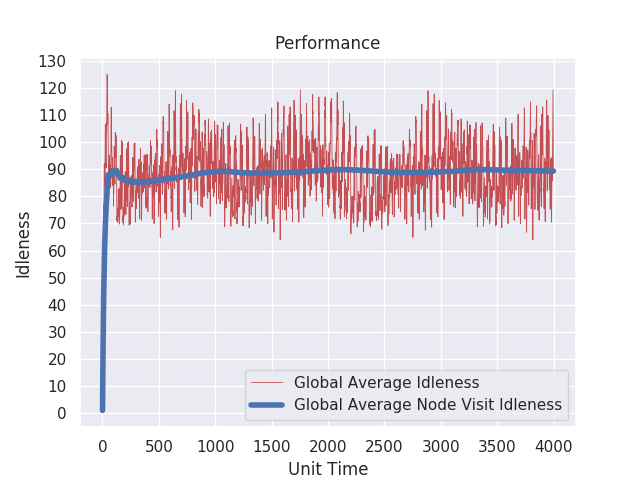 Performance
130
120
110
100
90
80
70
60
50
40
30
20
10
0
Idleness
Global Average Idleness
Global Average Node Visit Idleness
0 500 1000 1500 2000 2500 3000 3500 4000
Unit Time